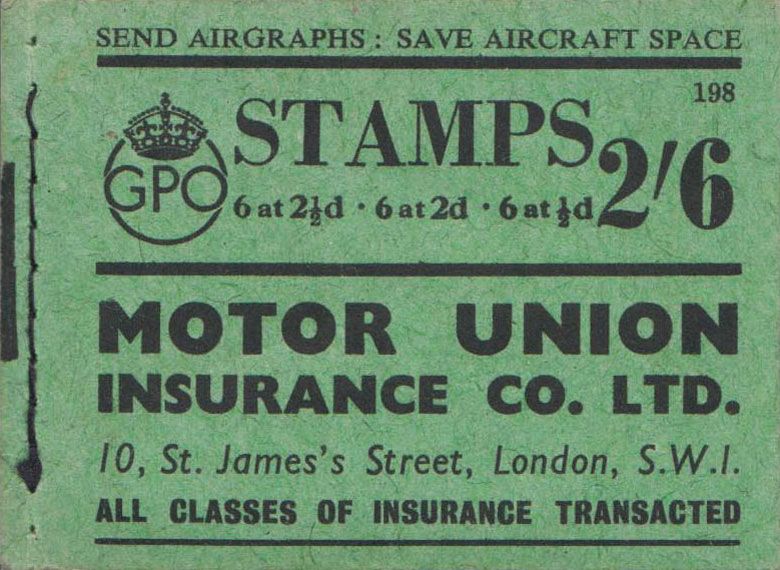 SEND AIRGRAPHS : SAVE AIRCRAFT SPACE
198
STAMPS 2/6
GPO
6 at 2½d · 6 at 2d · 6 at ½d
MOTOR UNION
INSURANCE CO. LTD.
10, St. James's Street, London, S.W.1.
ALL CLASSES OF INSURANCE TRANSACTED